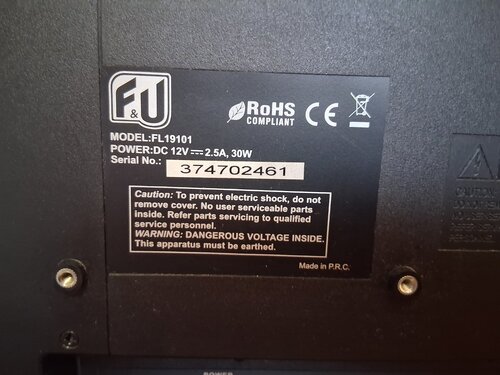 F&U
RoHS
COMPLIANT
CE
MODEL:FL19101
POWER:DC 12V ⎓ 2.5A, 30W
Serial No.: 374702461
Caution: To prevent electric shock, do not
remove cover. No user serviceable parts
inside. Refer parts servicing to qualified
service personnel.
WARNING: DANGEROUS VOLTAGE INSIDE.
This apparatus must be earthed.
Made in P.R.C.
POWER